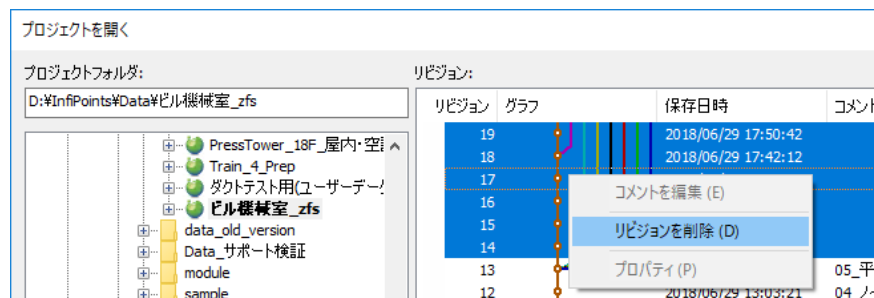 プロジェクトを開く
プロジェクトフォルダ:
リビジョン:
D:¥InfiPoints¥Data¥ビル機械室_zfs
リビジョン グラフ 保存日時 コメント
PressTower_18F_屋内・空
Train_4_Prep
ダクトテスト用(ユーザーデー
ビル機械室_zfs
data_old_version
Data_サポート検証
module
sample
19 2018/06/29 17:50:42
18 2018/06/29 17:42:12
17
16
15
14
13 05_平
12 2018/06/29 13:03:21 04_ノ
コメントを編集 (E)
リビジョンを削除 (D)
プロパティ (P)